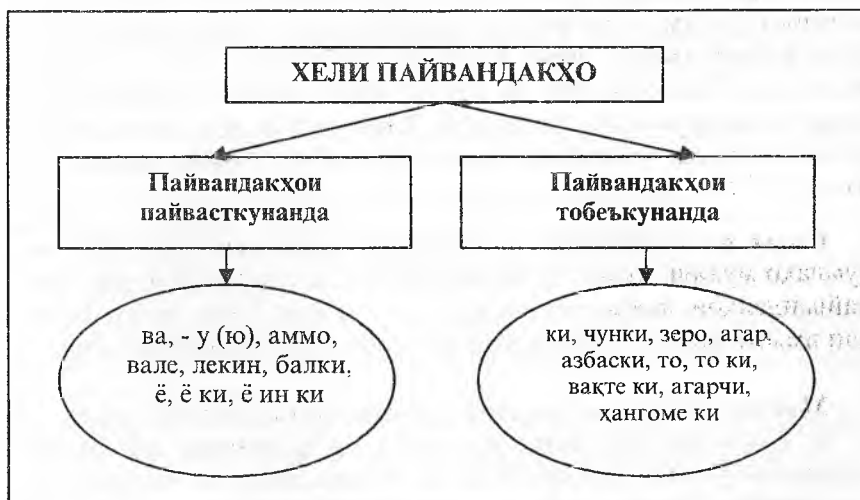 ХЕЛИ ПАЙВАНДАКҲО
Пайвандакҳои
пайвасткунанда
Пайвандакҳои
тобеъкунанда
ва, - у (ю), аммо,
вале, лекин, балки,
ё, ё ки, ё ин ки
ки, чунки, зеро, агар,
азбаски, то, то ки,
вақте ки, агарчи,
ҳангоме ки